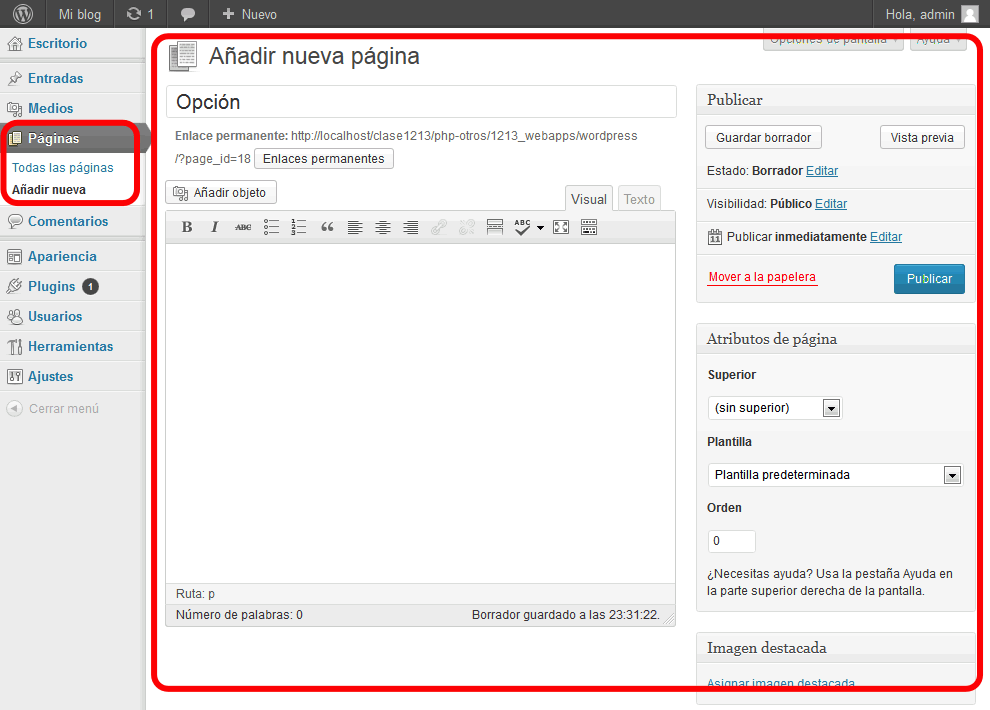 Mi blog 1 + Nuevo Hola, admin
Escritorio
Entradas
Medios
Páginas
Todas las páginas
Añadir nueva
Comentarios
Apariencia
Plugins 1
Usuarios
Herramientas
Ajustes
Cerrar menú
Opciones de pantalla Ayuda
Añadir nueva página
Opción
Enlace permanente: http://localhost/clase1213/php-otros/1213_webapps/wordpress
/?page_id=18 Enlaces permanentes
Añadir objeto
Visual Texto
B I ABC “ ABC
Ruta: p
Número de palabras: 0 Borrador guardado a las 23:31:22.
Publicar
Guardar borrador Vista previa
Estado: Borrador Editar
Visibilidad: Público Editar
11 Publicar inmediatamente Editar
Mover a la papelera Publicar
Atributos de página
Superior
(sin superior)
Plantilla
Plantilla predeterminada
Orden
0
¿Necesitas ayuda? Usa la pestaña Ayuda en
la parte superior derecha de la pantalla.
Imagen destacada
Asignar imagen destacada